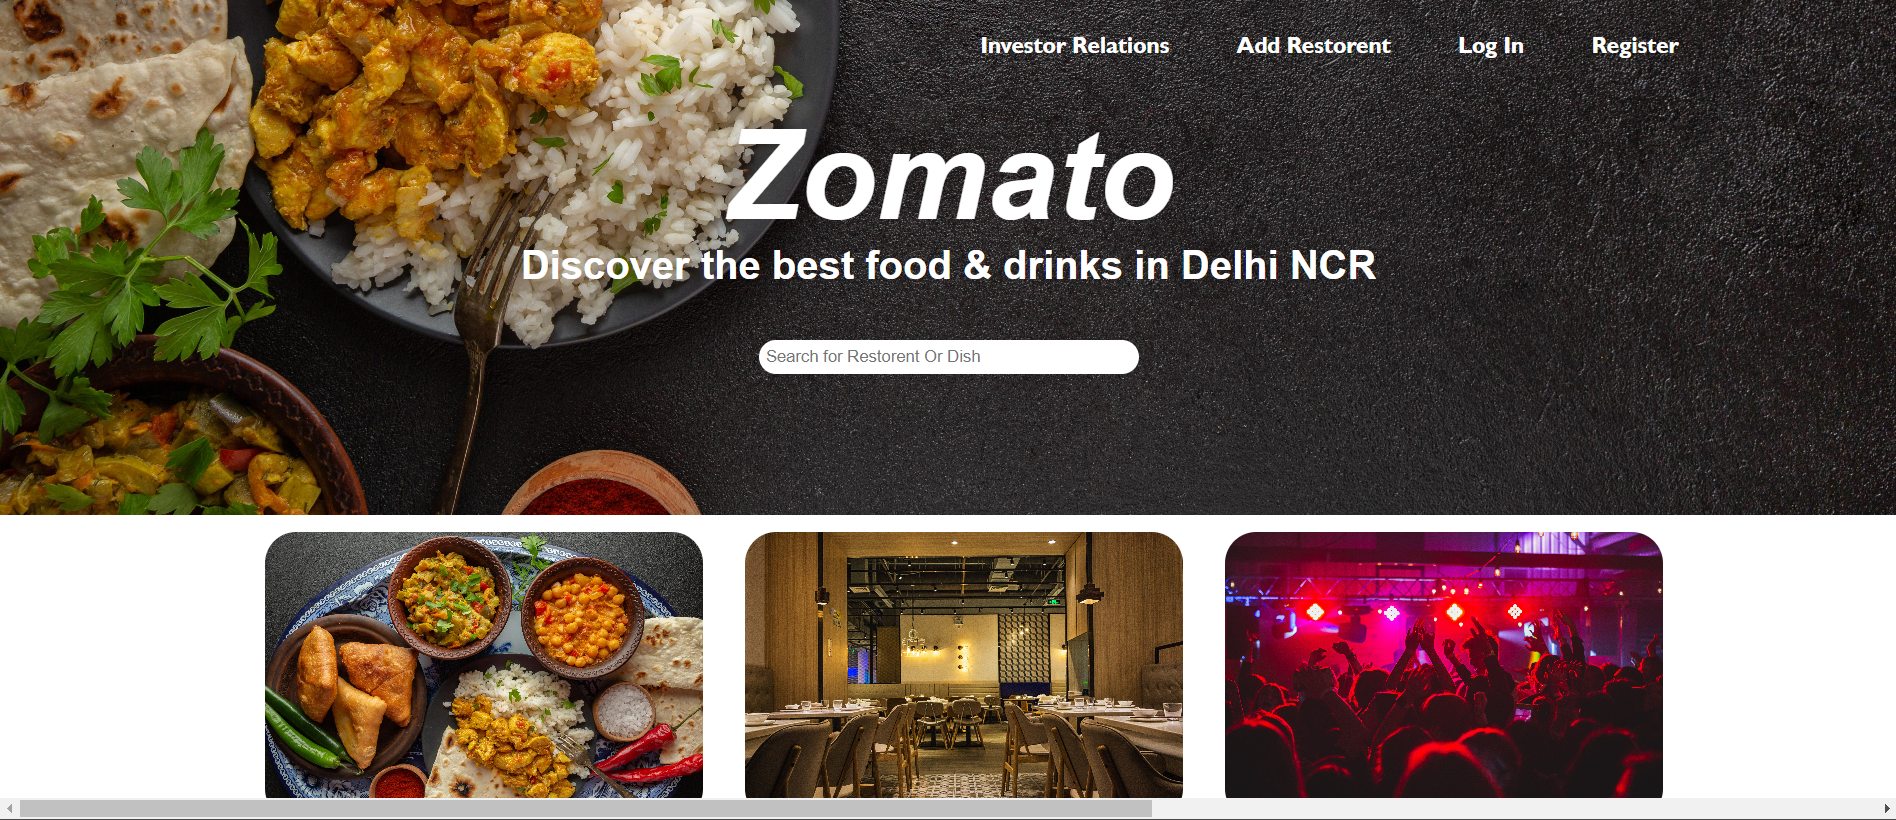 Investor Relations Add Restorent Log In Register
Zomato
Discover the best food & drinks in Delhi NCR
Search for Restorent Or Dish